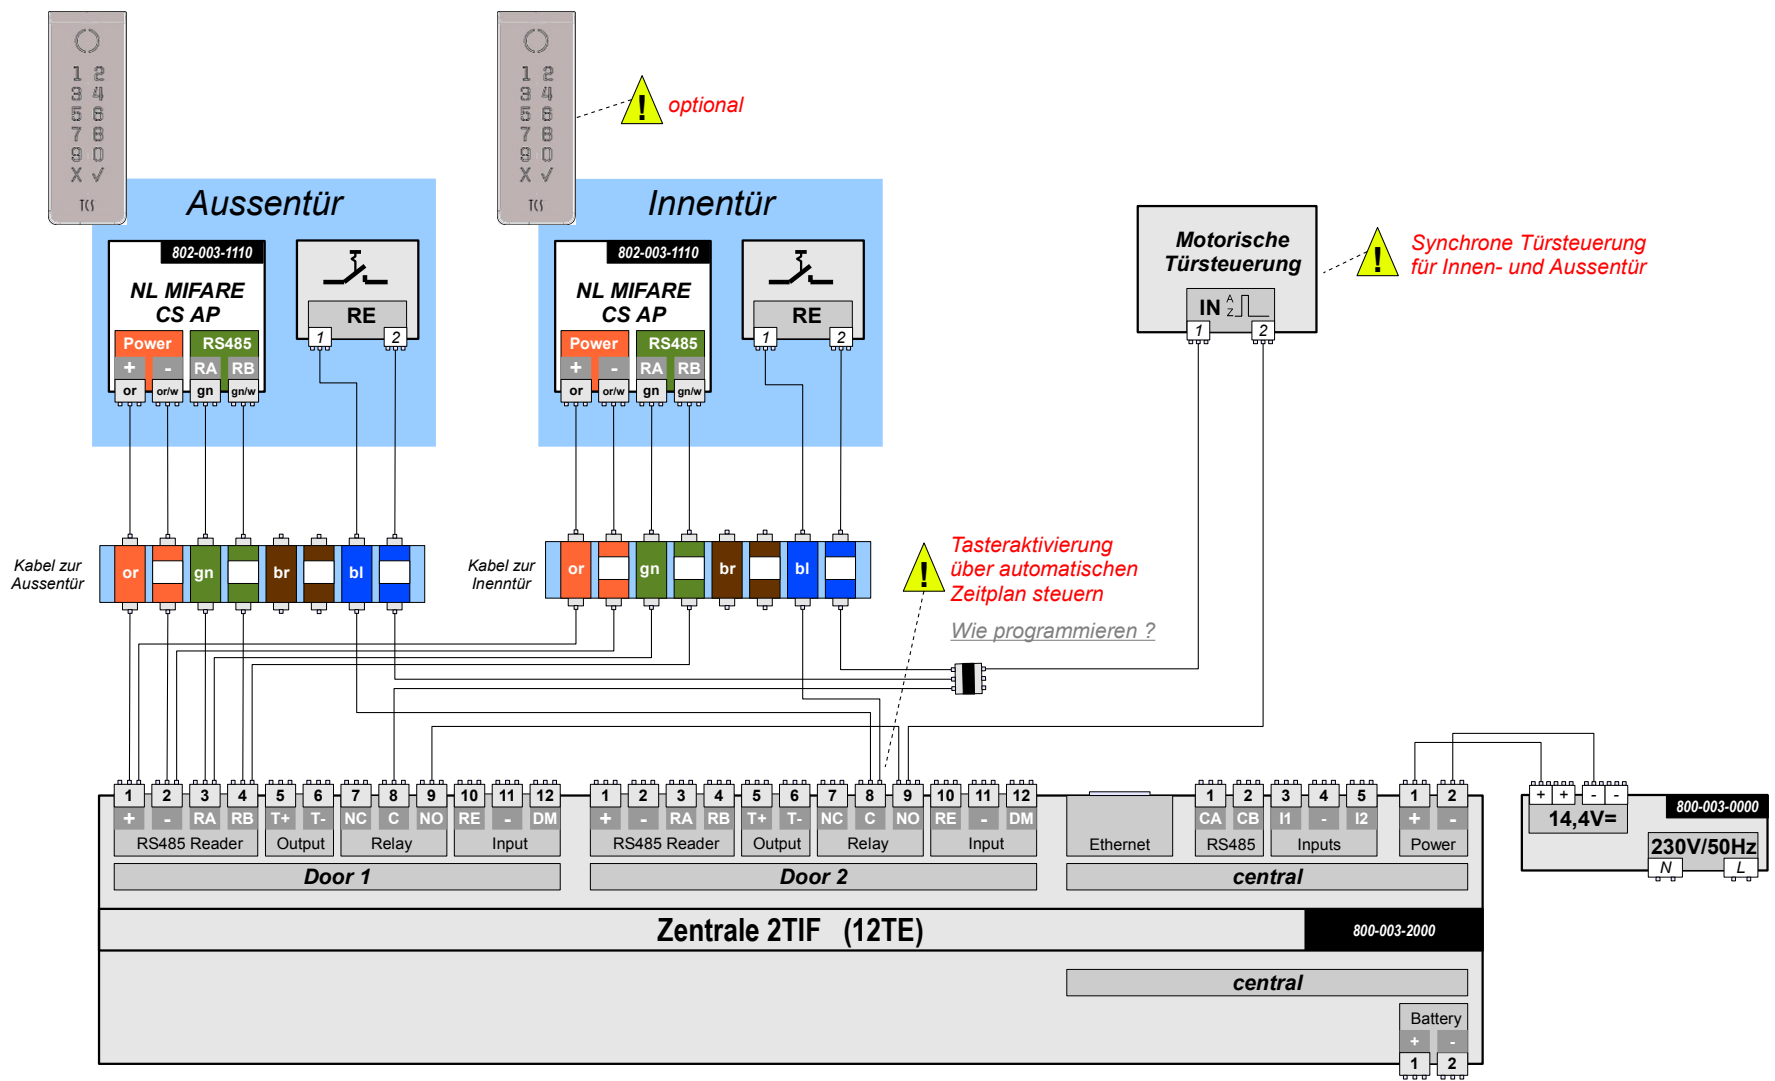 1 2
3 4
5 6
7 8
9 0
X ✓
TCS
1 2
3 4
5 6
7 8
9 0
X ✓
TCS
optional
Aussentür
Innentür
802-003-1110
NL MIFARE
CS AP
Power RS485
+ - RA RB
or or/w gn gn/w
RE
1 2
802-003-1110
NL MIFARE
CS AP
Power RS485
+ - RA RB
or or/w gn gn/w
RE
1 2
Motorische
Türsteuerung
IN A Z
1 2
Synchrone Türsteuerung
für Innen- und Aussentür
Kabel zur
Aussentür
or gn br bl
Kabel zur
Inenntür
or gn br bl
Tasteraktivierung
über automatischen
Zeitplan steuern
Wie programmieren ?
1 2 3 4 5 6 7 8 9 10 11 12
+ - RA RB T+ T- NC C NO RE - DM
RS485 Reader Output Relay Input
Door 1
1 2 3 4 5 6 7 8 9 10 11 12
+ - RA RB T+ T- NC C NO RE - DM
RS485 Reader Output Relay Input
Door 2
1 2 3 4 5 1 2
CA CB I1 - I2 + -
Ethernet RS485 Inputs Power
central
+ + - -
14,4V=
800-003-0000
230V/50Hz
N L
Zentrale 2TIF (12TE)
800-003-2000
central
Battery
+ -
1 2